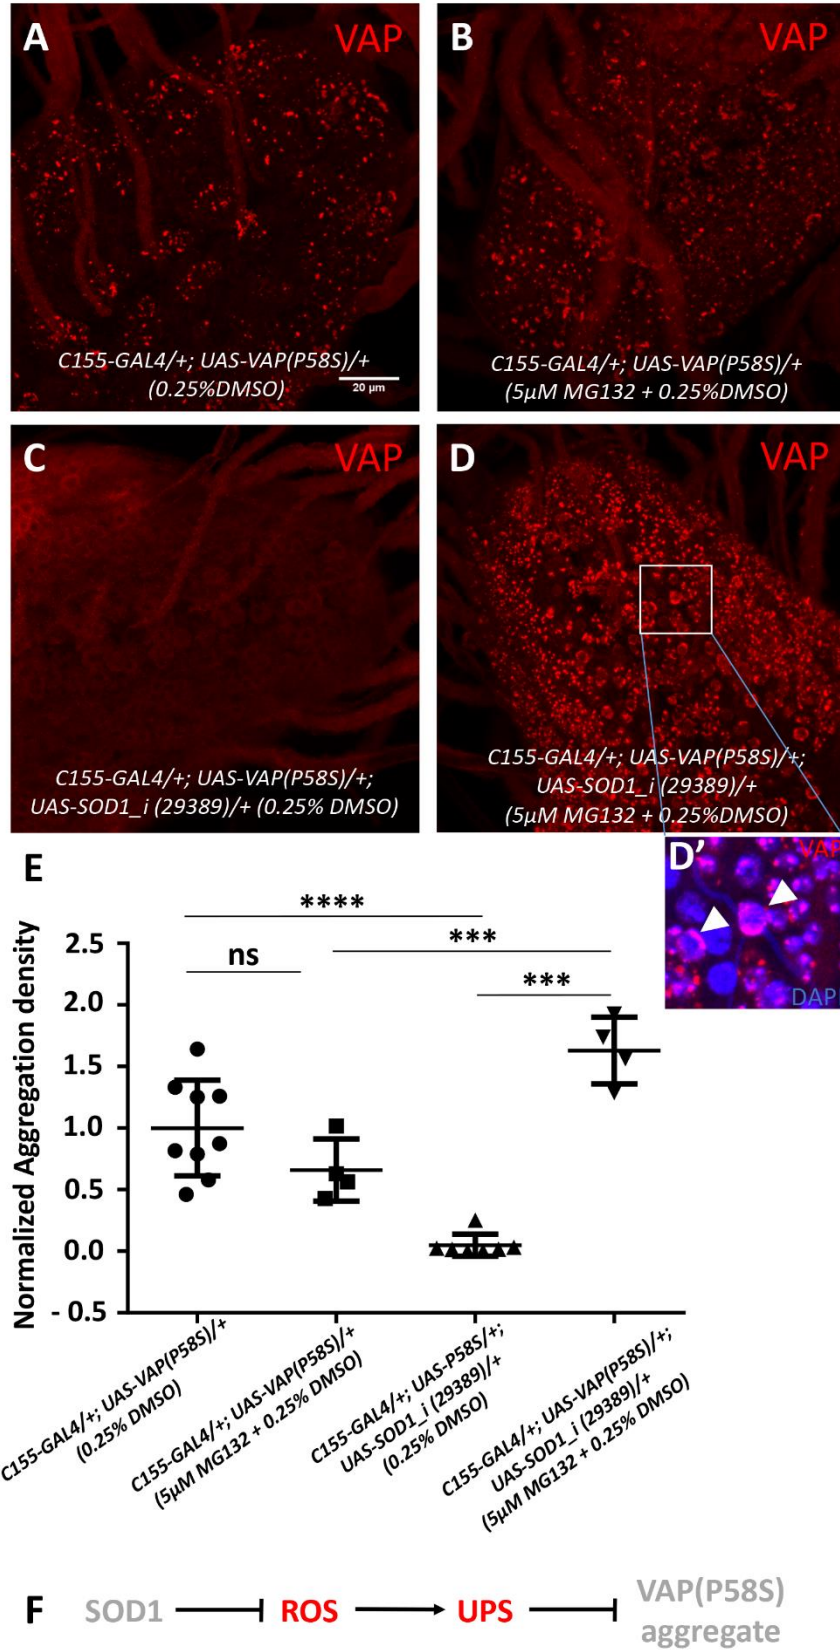 A
VAP
C155-GAL4/+; UAS-VAP(P58S)/+
(0.25%DMSO)
20 µm
B
VAP
C155-GAL4/+; UAS-VAP(P58S)/+
(5µM MG132 + 0.25%DMSO)
C
VAP
C155-GAL4/+; UAS-VAP(P58S)/+;
UAS-SOD1_i (29389)/+ (0.25% DMSO)
D
VAP
C155-GAL4/+; UAS-VAP(P58S)/+;
UAS-SOD1_i (29389)/+
(5µM MG132 + 0.25%DMSO)
D'
VAP
DAP
E
****
***
ns
***
Normalized Aggregation density
2.5
2.0
1.5
1.0
0.5
0.0
- 0.5
C155-GAL4/+; UAS-VAP(P58S)/+
(0.25% DMSO)
C155-GAL4/+; UAS-VAP(P58S)/+
(5µM MG132 + 0.25% DMSO)
C155-GAL4/+; UAS-P58S/+;
UAS-SOD1_i (29389)/+
(0.25% DMSO)
C155-GAL4/+; UAS-VAP(P58S)/+;
UAS-SOD1_i (29389)/+
(5µM MG132 + 0.25% DMSO)
F
SOD1 ROS UPS VAP(P58S)
aggregate